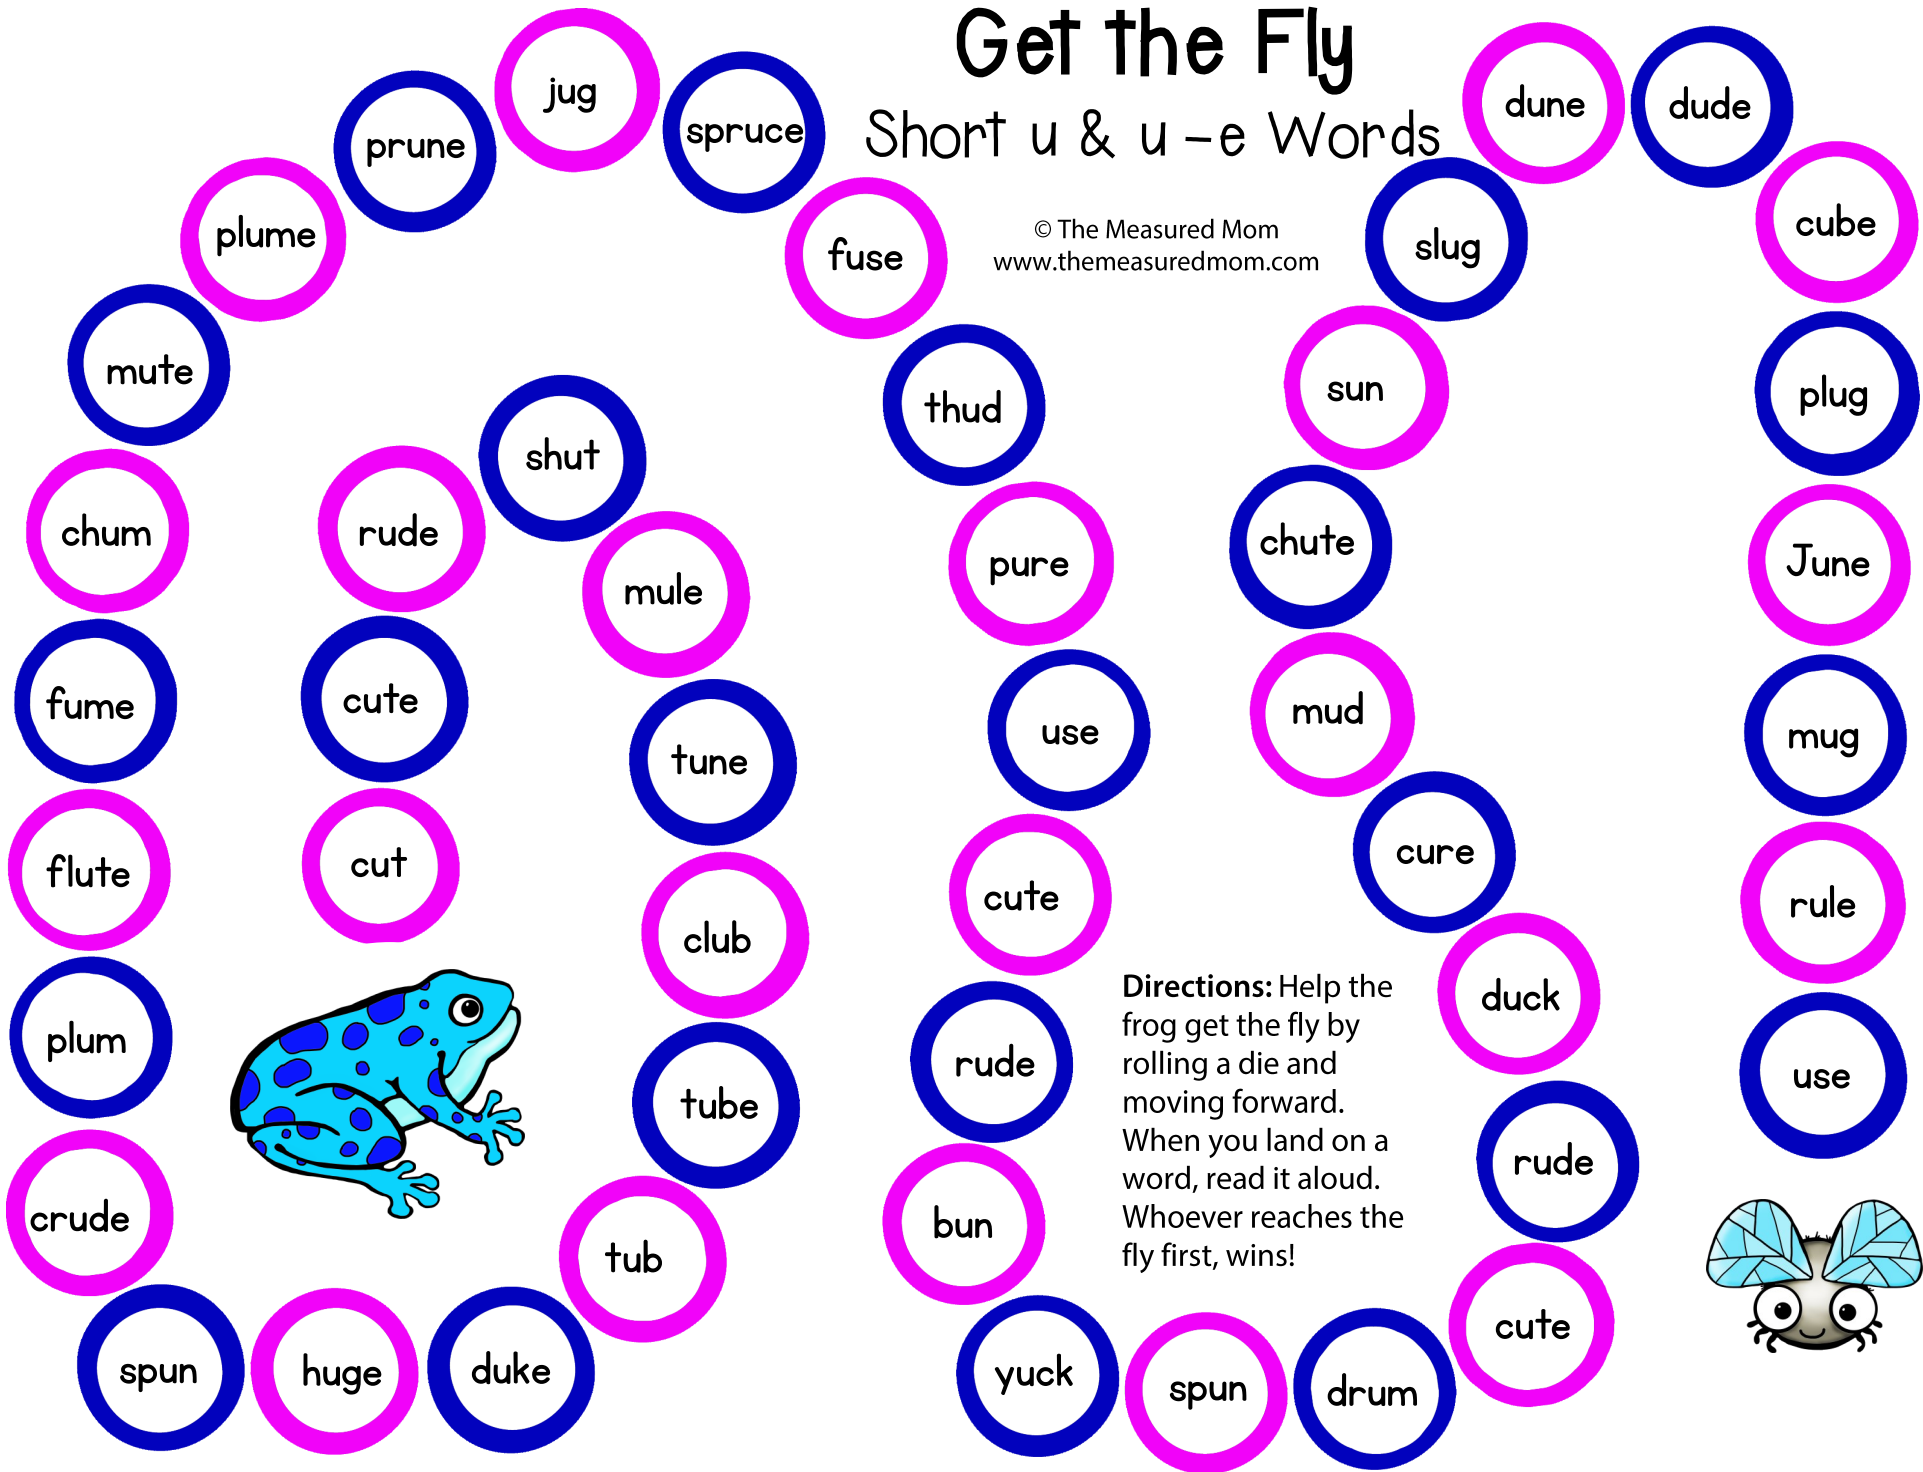 Get the Fly
Short u & u -e Words
© The Measured Mom
www.themeasuredmom.com
cut
cute
rude
shut
mule
tune
club
tube
tub
duke
huge
spun
crude
plum
flute
fume
chum
mute
plume
prune
jug
spruce
fuse
thud
pure
use
cute
rude
bun
yuck
spun
drum
cute
rude
duck
cure
mud
chute
sun
slug
dune
dude
cube
plug
June
mug
rule
use
Directions: Help the
frog get the fly by
rolling a die and
moving forward.
When you land on a
word, read it aloud.
Whoever reaches the
fly first, wins!